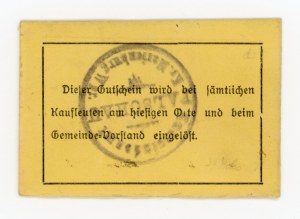 Dieser Gutschein wird bei sämtlichen
Kaufleuten am hiesigen Orte und beim
Gemeinde-Vorstand eingelöst.